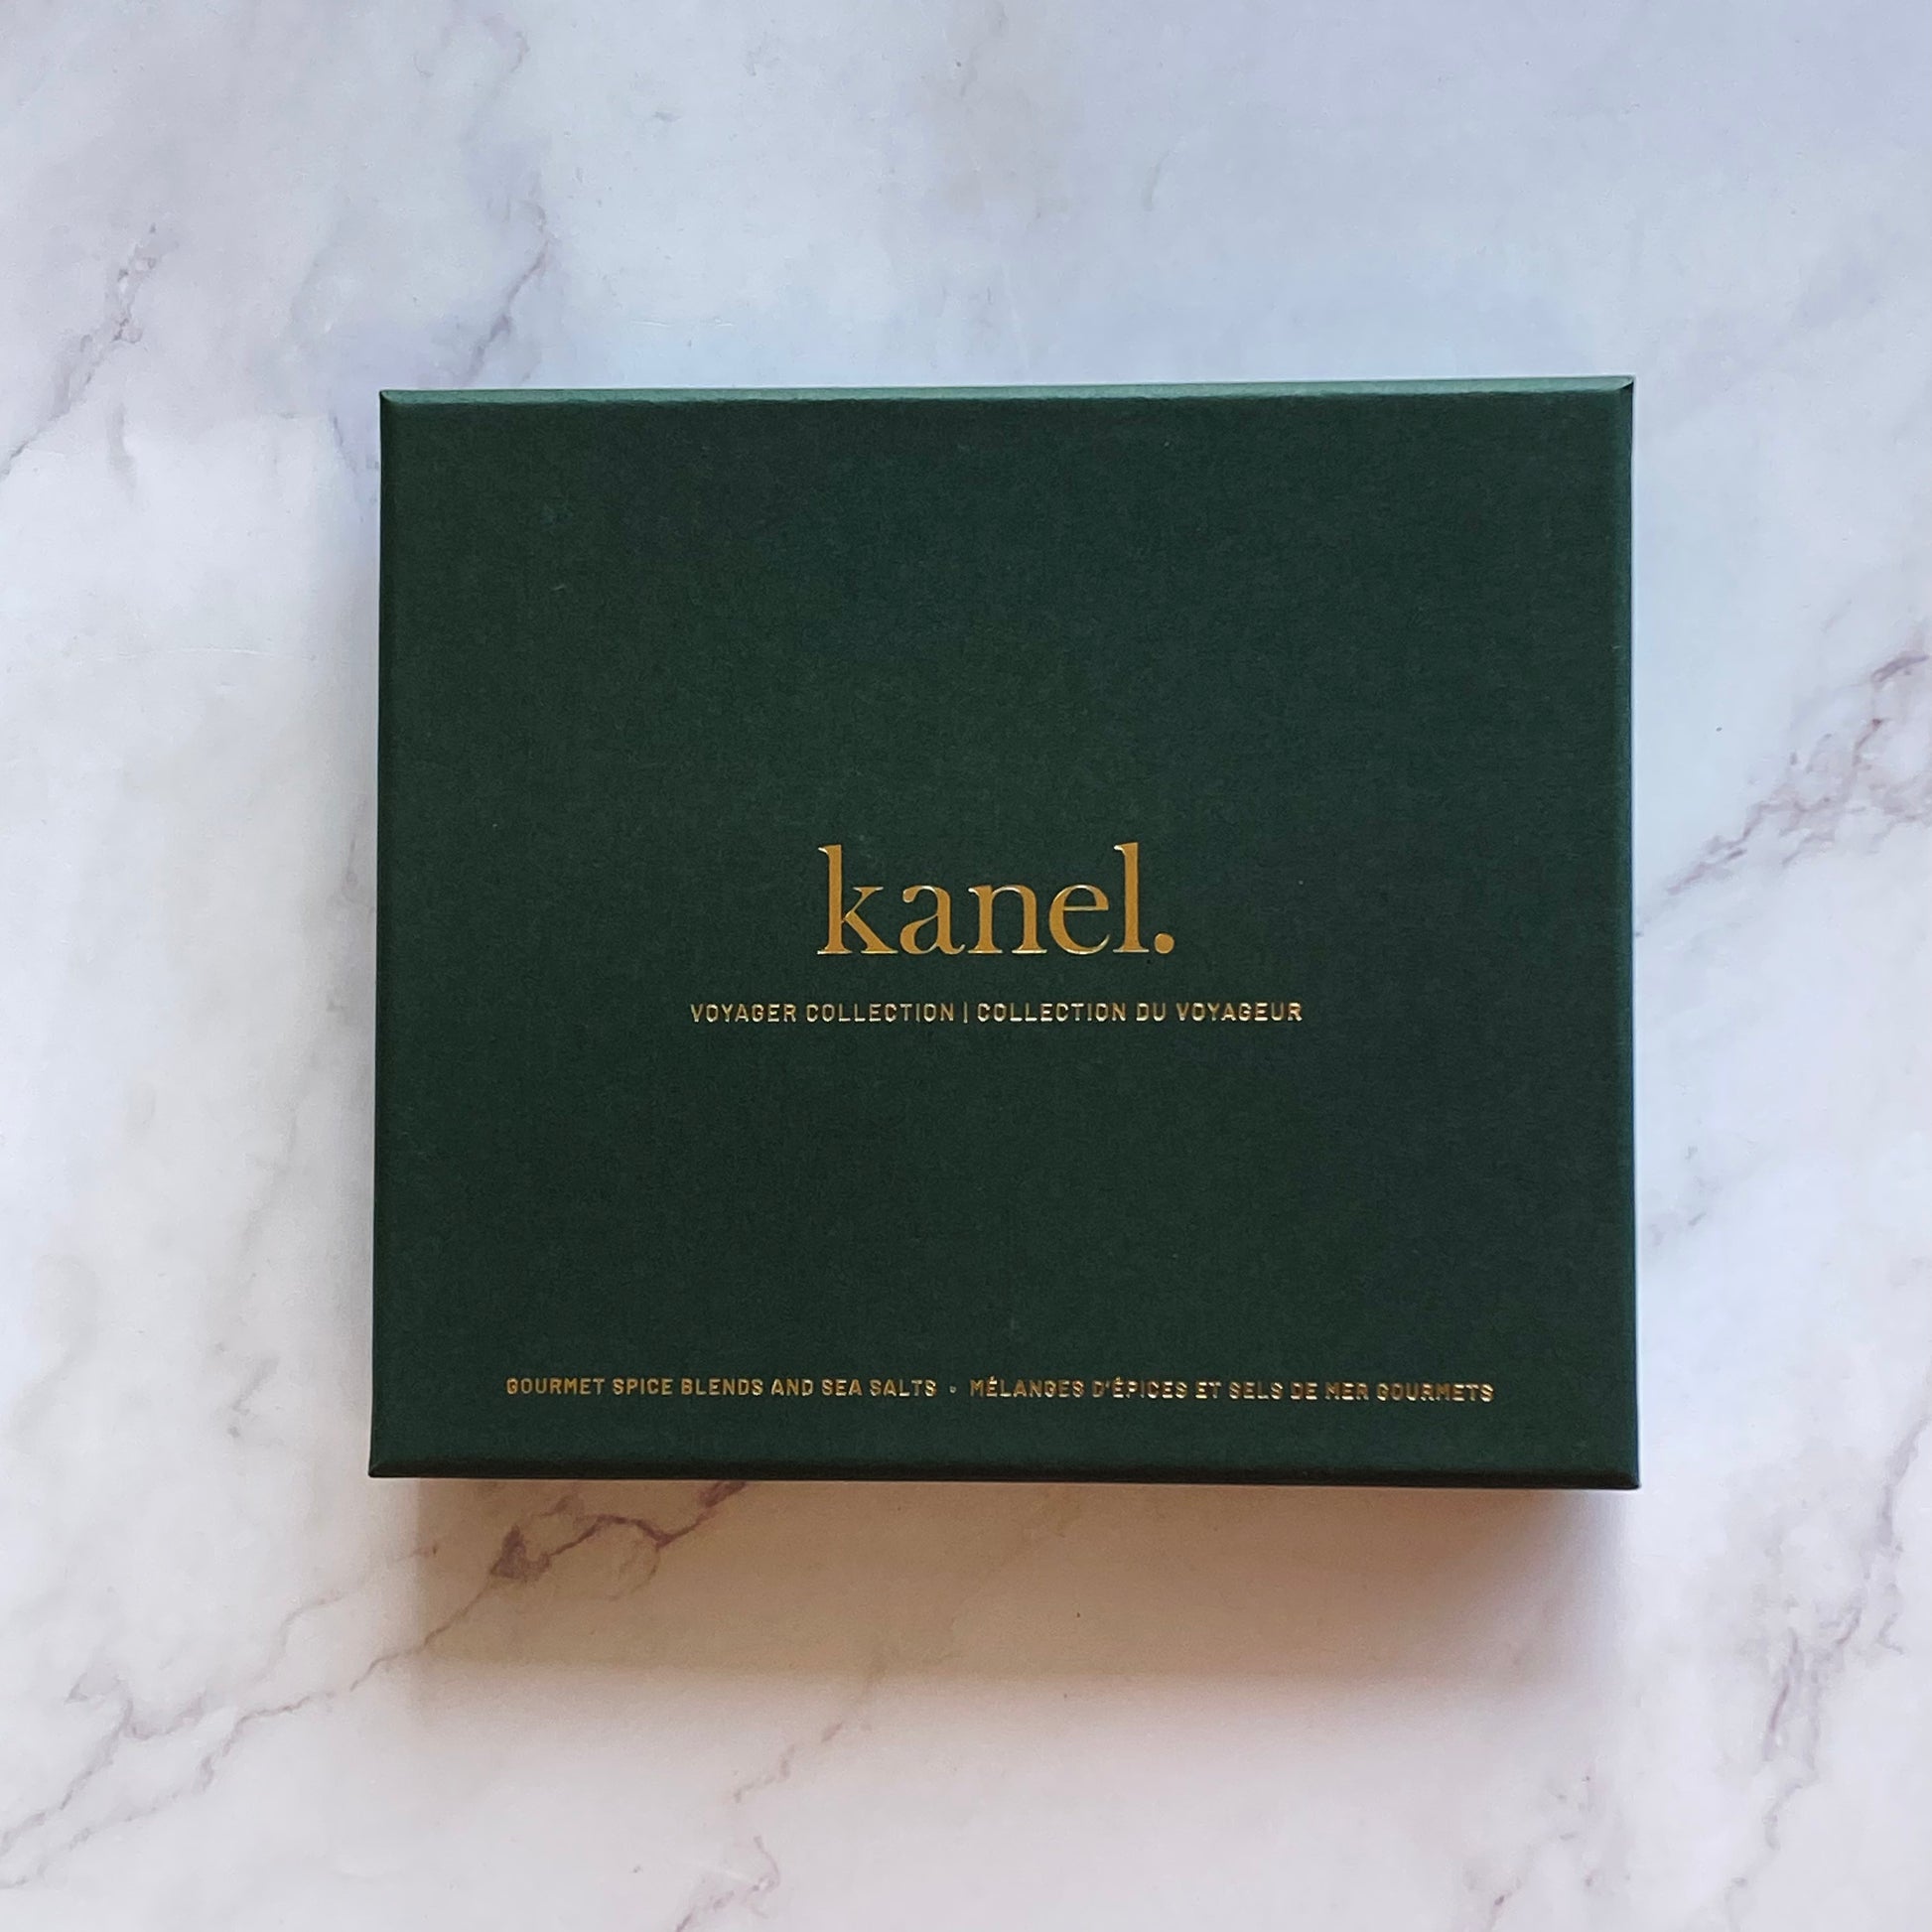 kanel.
VOYAGER COLLECTION | COLLECTION DU VOYAGEUR
GOURMET SPICE BLENDS AND SEA SALTS • MÉLANGES D'ÉPICES ET SELS DE MER GOURMETS